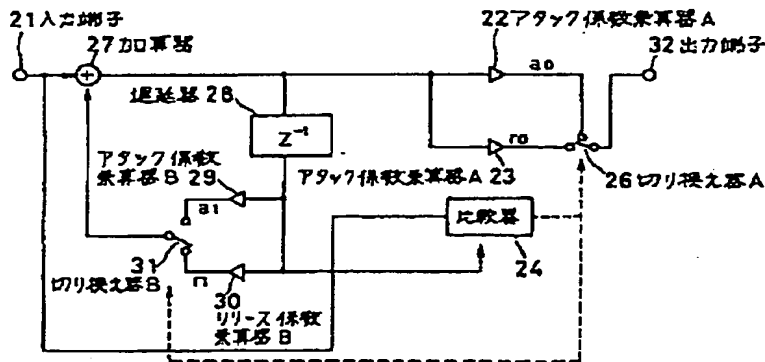 21入力端子
27加算器
22アタック係数乗算器A
32出力端子
a0
遅延器28
Z⁻¹
r0
アタック係数
乗算器B 29
アタック係数乗算器A 23
26切り換え器A
a1
比較器
24
31
切り換え器B
r1
30
リリース係数
乗算器B